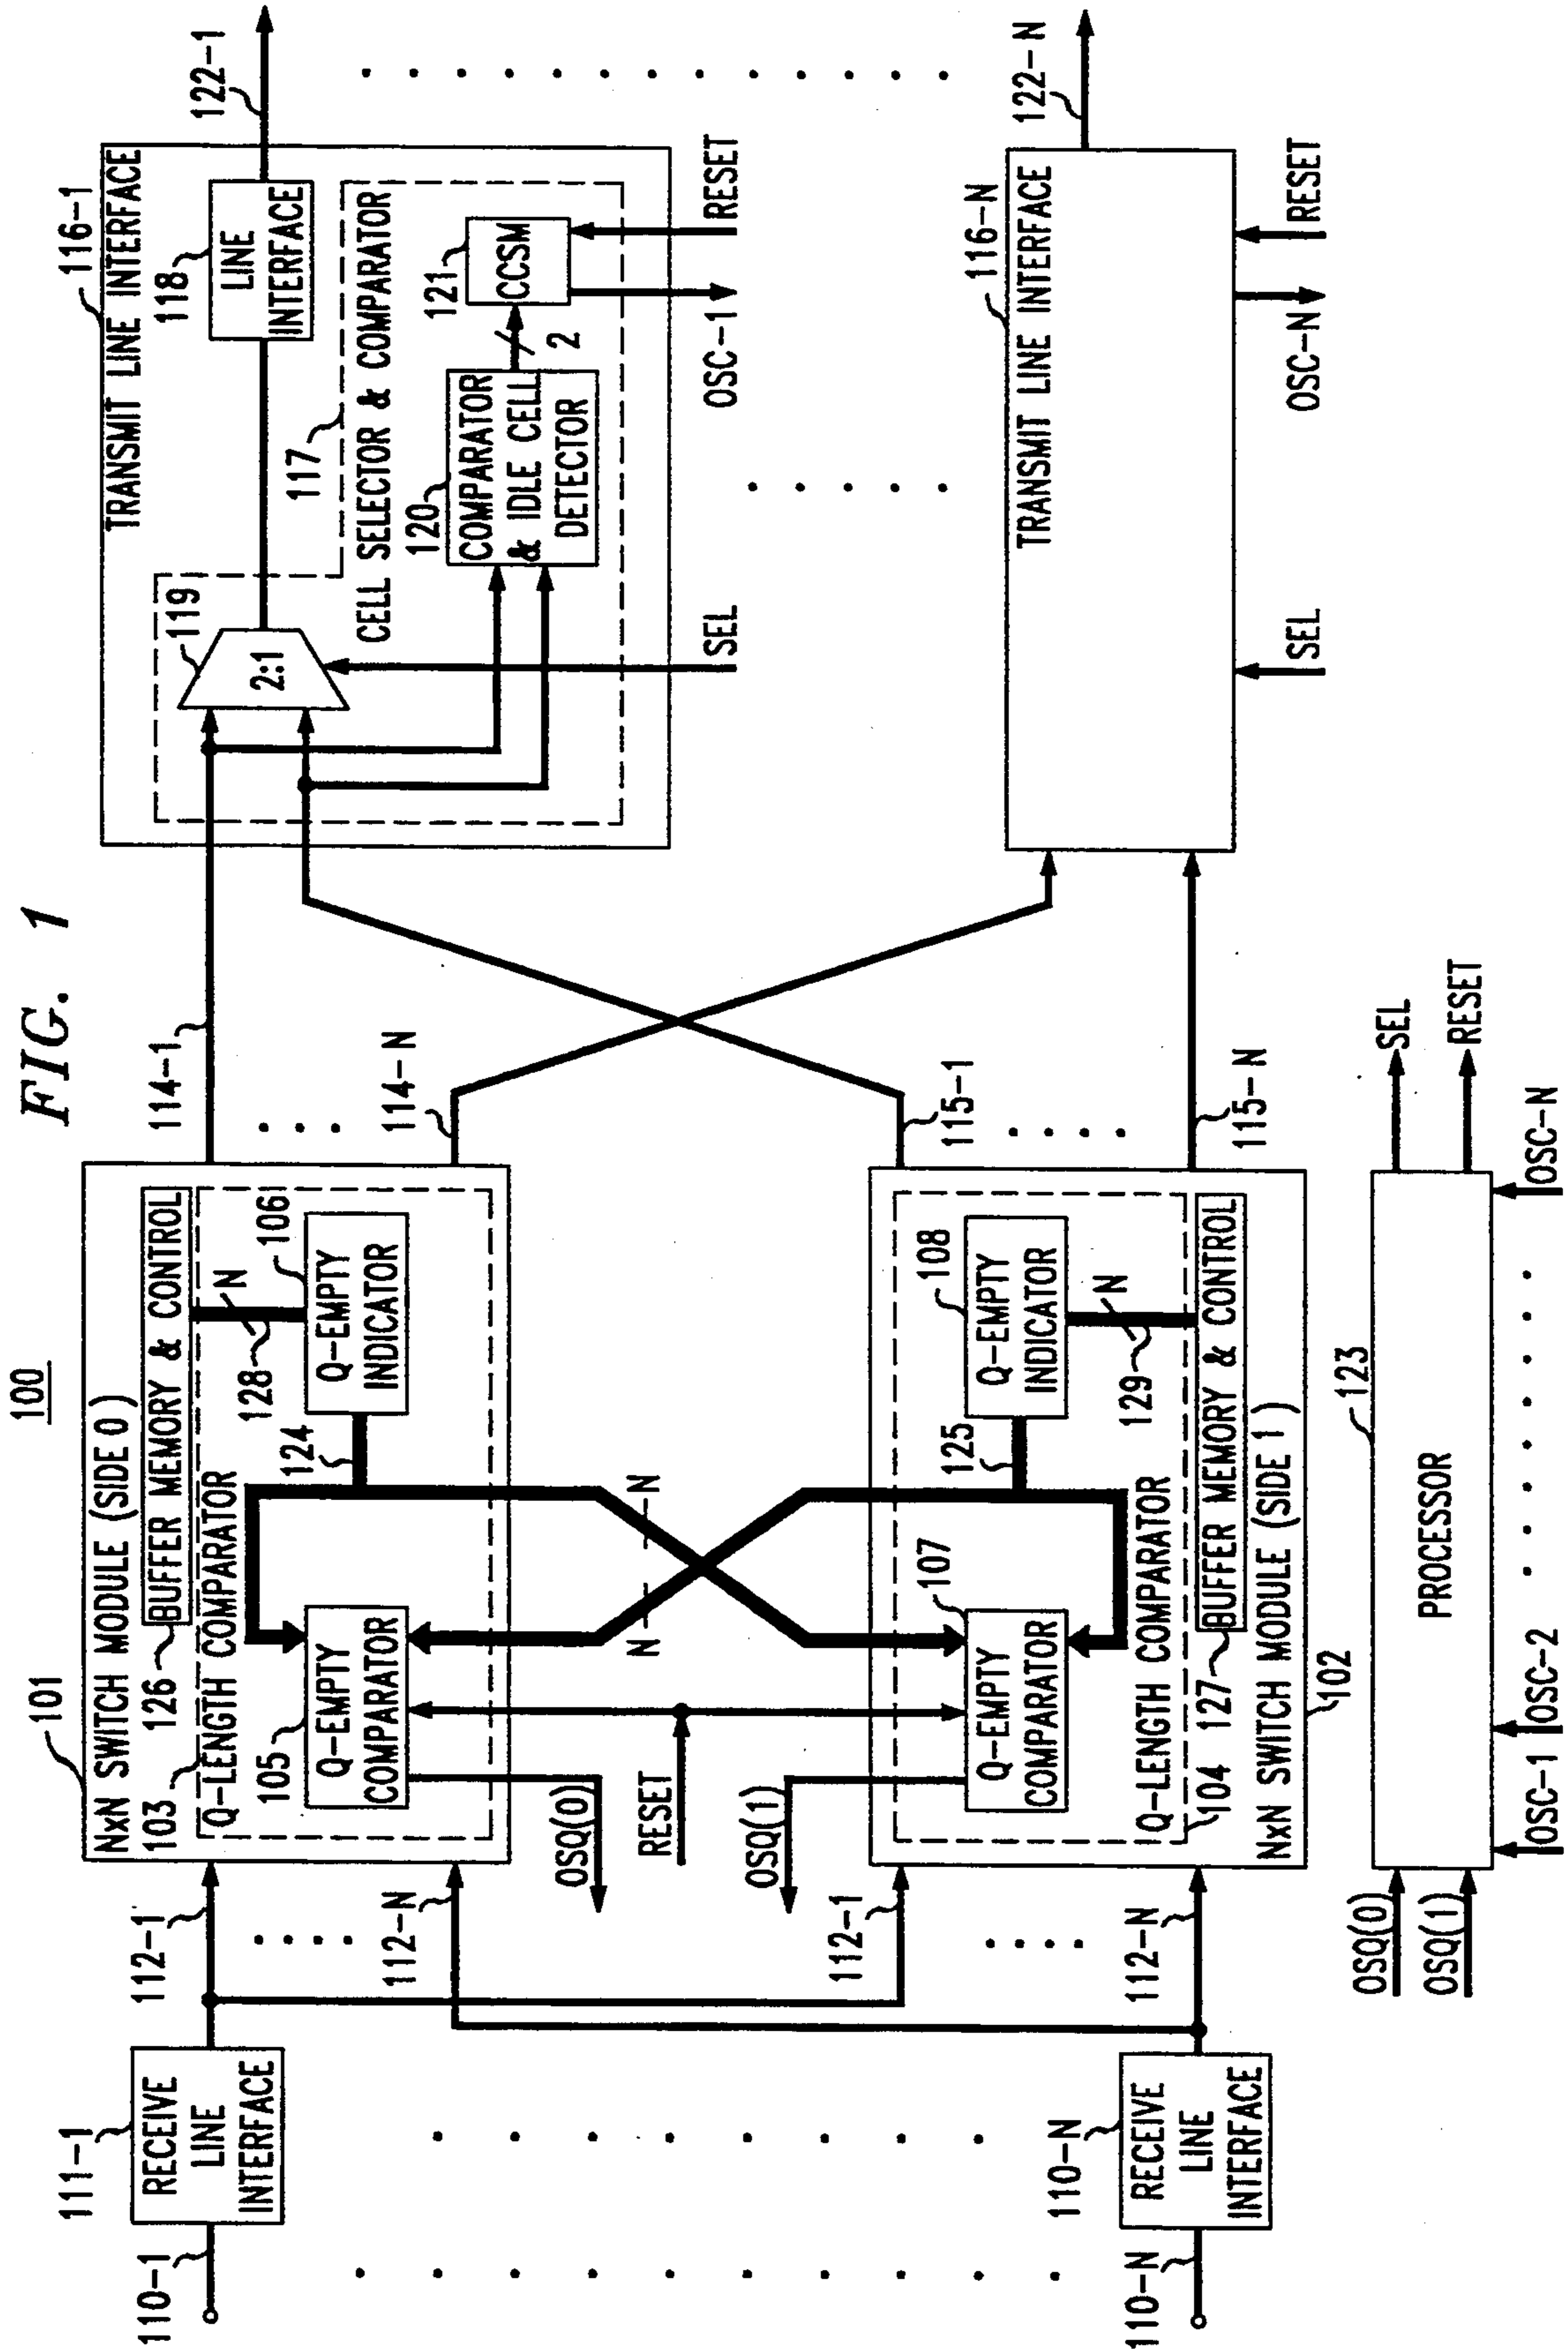 FIG. 1
100
101
NxN SWITCH MODULE (SIDE 0)
103
126
BUFFER MEMORY & CONTROL
Q-LENGTH COMPARATOR
105
Q-EMPTY
COMPARATOR
128
N
106
Q-EMPTY
INDICATOR
124
N
N
OSQ(0)
RESET
OSQ(1)
107
Q-EMPTY
COMPARATOR
125
108
Q-EMPTY
INDICATOR
129
N
Q-LENGTH COMPARATOR
104
127
BUFFER MEMORY & CONTROL
NxN SWITCH MODULE (SIDE 1)
102
110-1
111-1
RECEIVE
LINE
INTERFACE
112-1
112-N
112-1
112-N
110-N
110-N
RECEIVE
LINE
INTERFACE
114-1
114-N
115-1
115-N
116-1
TRANSMIT LINE INTERFACE
119
2:1
118
LINE
INTERFACE
122-1
117
CELL SELECTOR & COMPARATOR
120
COMPARATOR
& IDLE CELL
DETECTOR
2
121
CCSM
SEL
OSC-1
RESET
116-N
TRANSMIT LINE INTERFACE
122-N
SEL
OSC-N
RESET
123
PROCESSOR
OSQ(0)
OSQ(1)
SEL
RESET
OSC-1
OSC-2
OSC-N